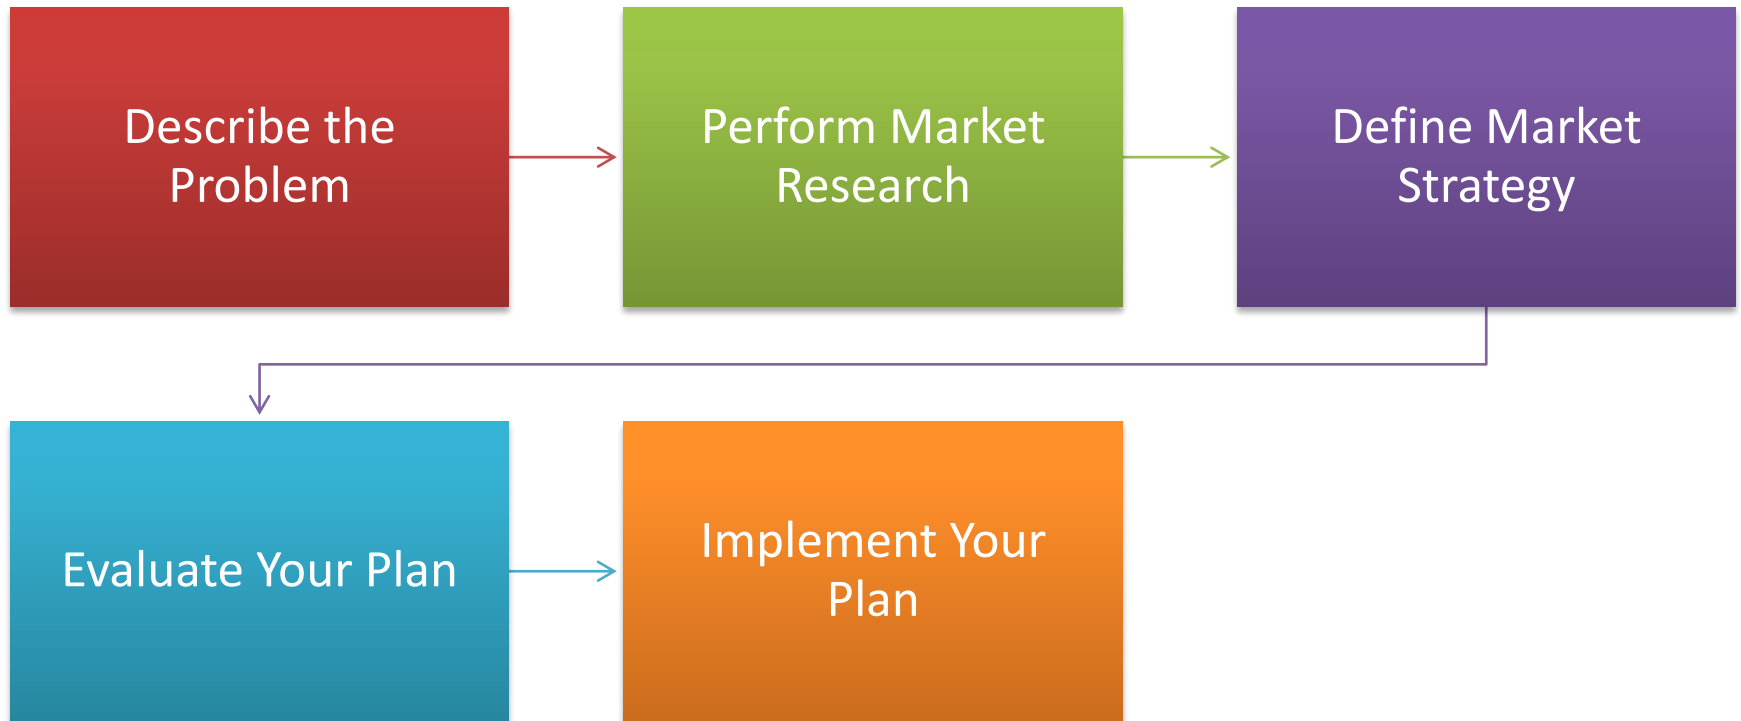 Describe the
Problem
Perform Market
Research
Define Market
Strategy
Evaluate Your Plan
Implement Your
Plan